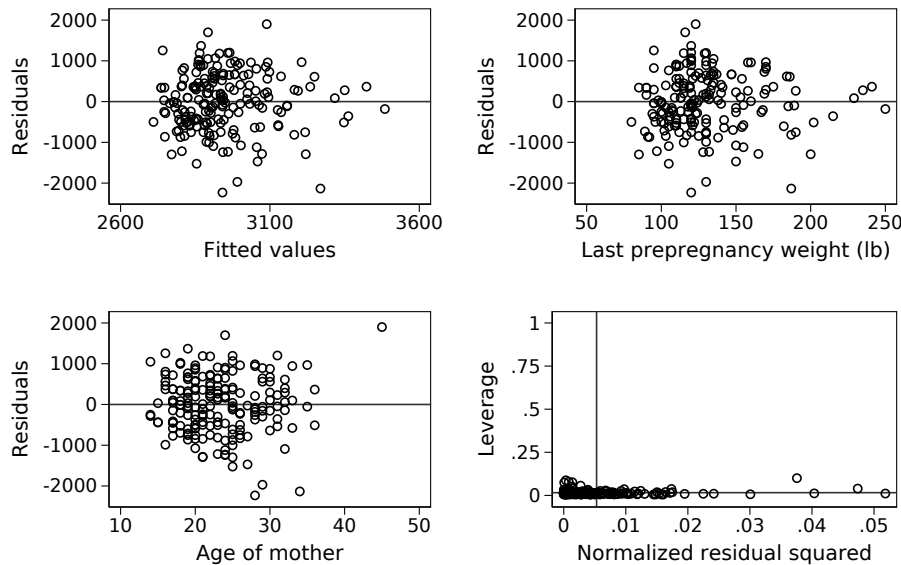 2000
1000
0
-1000
-2000
Residuals
2600 3100 3600
Fitted values
2000
1000
0
-1000
-2000
Residuals
50 100 150 200 250
Last prepregnancy weight (lb)
2000
1000
0
-1000
-2000
Residuals
10 20 30 40 50
Age of mother
1
.75
.5
.25
0
Leverage
0 .01 .02 .03 .04 .05
Normalized residual squared